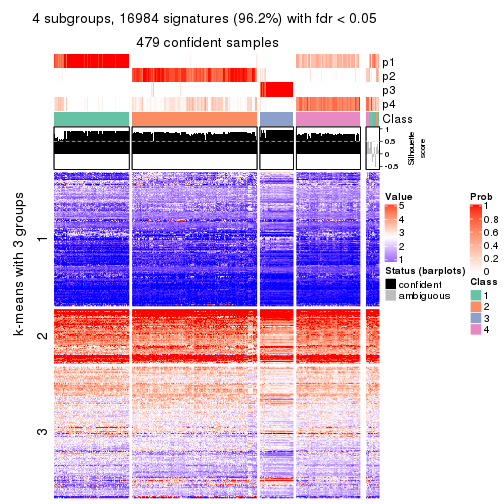 4 subgroups, 16984 signatures (96.2%) with fdr < 0.05
479 confident samples
p1
p2
p3
p4
Class
1
0.5
0
-0.5
Silhouette
score
k-means with 3 groups
1
2
3
Value
5
4
3
2
1
Status (barplots)
confident
ambiguous
Prob
1
0.8
0.6
0.4
0.2
0
Class
1
2
3
4